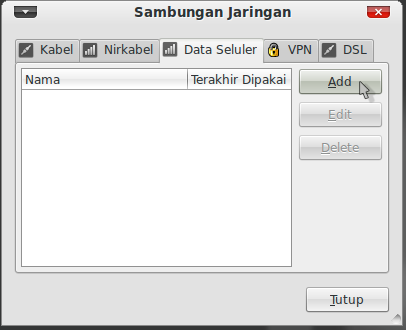 Sambungan Jaringan
Kabel Nirkabel Data Seluler VPN DSL
Nama Terakhir Dipakai
Add
Edit
Delete
Tutup